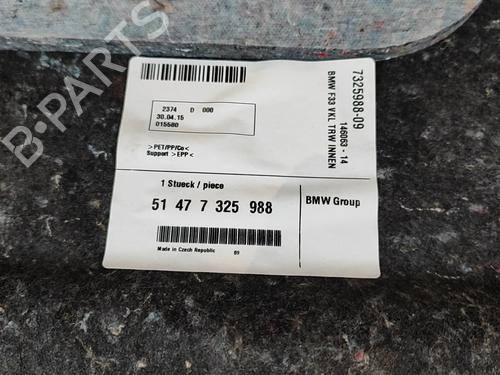 2374 D 000
30.04.15
015580
>PET/PP/Co<
Support >EPP<
1 Stueck / piece
51 47 7 325 988
Made in Czech Republic 89
BMW Group
7325988-09
146063 - 14
BMW F33 VKL TRW INNEN
B-PARTS